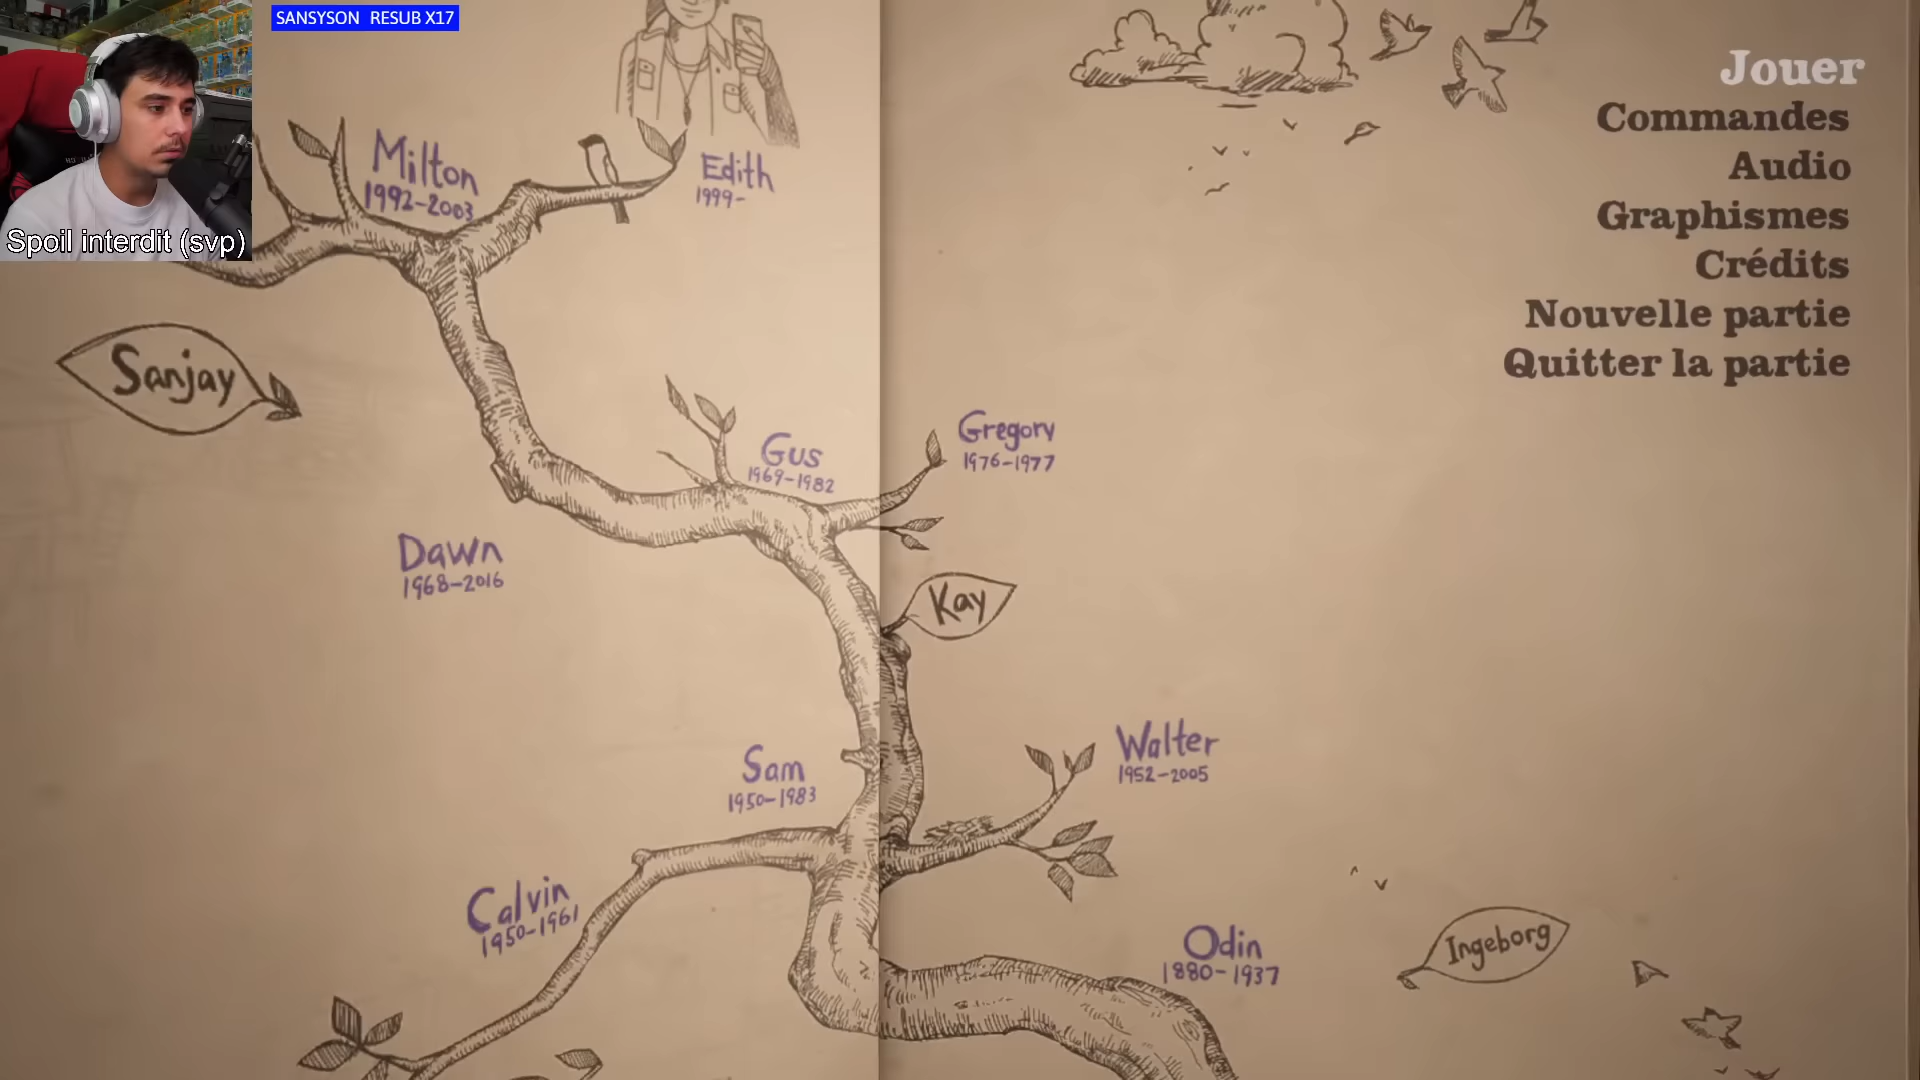 SANSYSON RESUB X17
Spoil interdit (svp)
Jouer
Commandes
Audio
Graphismes
Crédits
Nouvelle partie
Quitter la partie
Milton
1992-2003
Edith
1999-
Sanjay
Gus
1969-1982
Gregory
1976-1977
Dawn
1968-2016
Kay
Sam
1950-1983
Walter
1952-2005
Calvin
1950-1961
Odin
1880-1937
Ingeborg